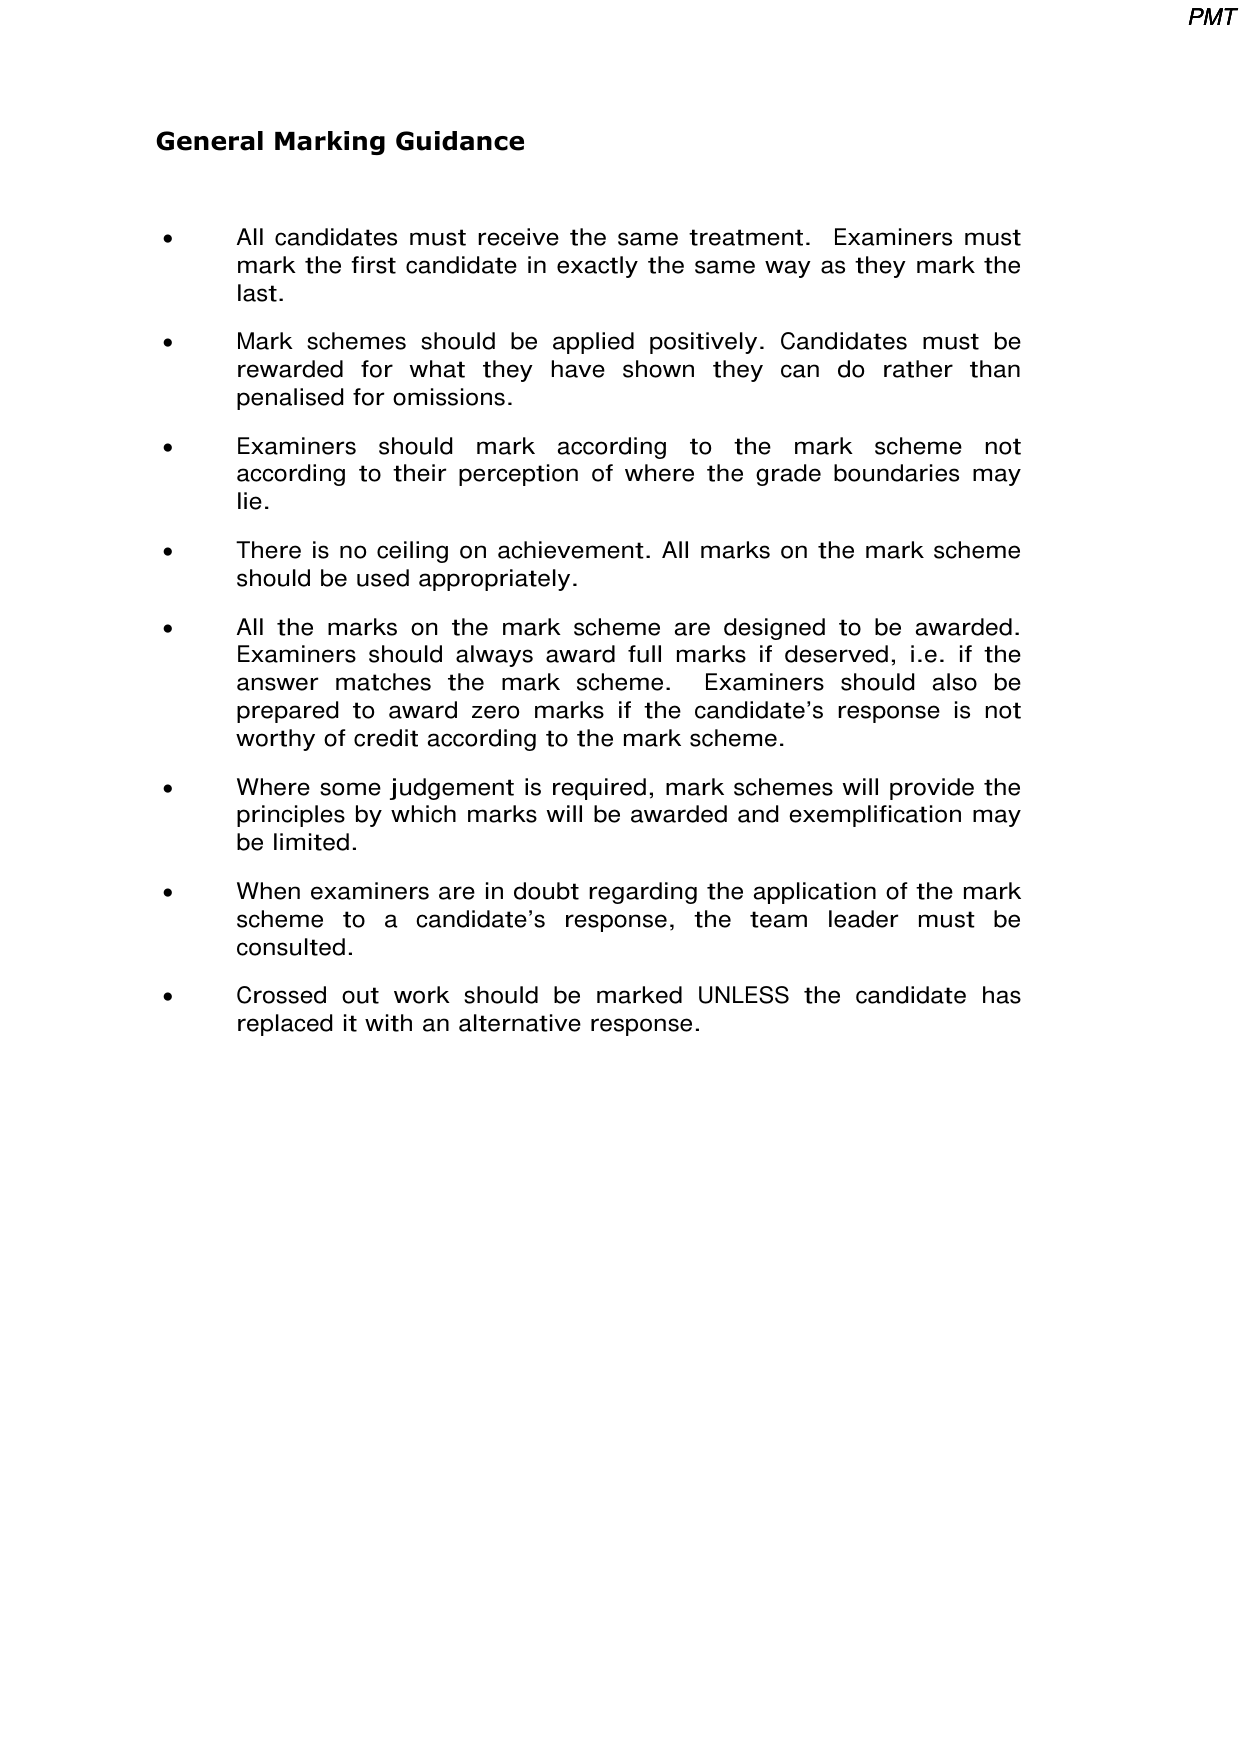 PMT
General Marking Guidance
• All candidates must receive the same treatment.  Examiners must
mark the first candidate in exactly the same way as they mark the
last.
• Mark schemes should be applied positively. Candidates must be
rewarded for what they have shown they can do rather than
penalised for omissions.
• Examiners should mark according to the mark scheme not
according to their perception of where the grade boundaries may
lie.
• There is no ceiling on achievement. All marks on the mark scheme
should be used appropriately.
• All the marks on the mark scheme are designed to be awarded.
Examiners should always award full marks if deserved, i.e. if the
answer matches the mark scheme.  Examiners should also be
prepared to award zero marks if the candidate’s response is not
worthy of credit according to the mark scheme.
• Where some judgement is required, mark schemes will provide the
principles by which marks will be awarded and exemplification may
be limited.
• When examiners are in doubt regarding the application of the mark
scheme to a candidate’s response, the team leader must be
consulted.
• Crossed out work should be marked UNLESS the candidate has
replaced it with an alternative response.